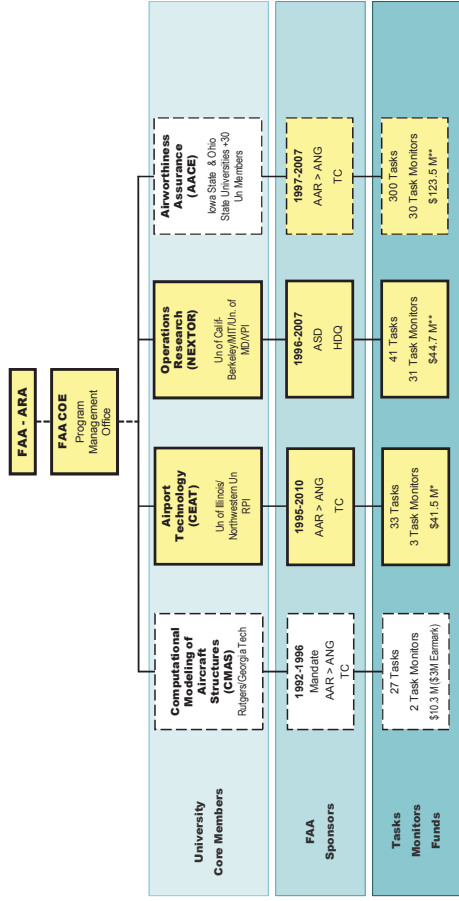 FAA - ARA
FAA COE
Program
Management
Office
University
Core Members
Computational
Modeling of
Aircraft
Structures
(CMAS)
Rutgers/Georgia Tech
Airport
Technology
(CEAT)
Un of Illinois/
Northwestern Un
RPI
Operations
Research
(NEXTOR)
Un of Calif-
Berkeley/MIT/Un. of
MD/VPI
Airworthiness
Assurance
(AACE)
Iowa State & Ohio
State Universities +30
Un Members
FAA
Sponsors
1992-1996
Mandate
AAR > ANG
TC
1995-2010
AAR > ANG
TC
1996-2007
ASD
HDQ
1997-2007
AAR > ANG
TC
Tasks
Monitors
Funds
27 Tasks
2 Task Monitors
$10.3 M($3M Earmark)
33 Tasks
3 Task Monitors
$41.5 M*
41 Tasks
31 Task Monitors
$44.7 M**
300 Tasks
30 Task Monitors
$123.5 M**